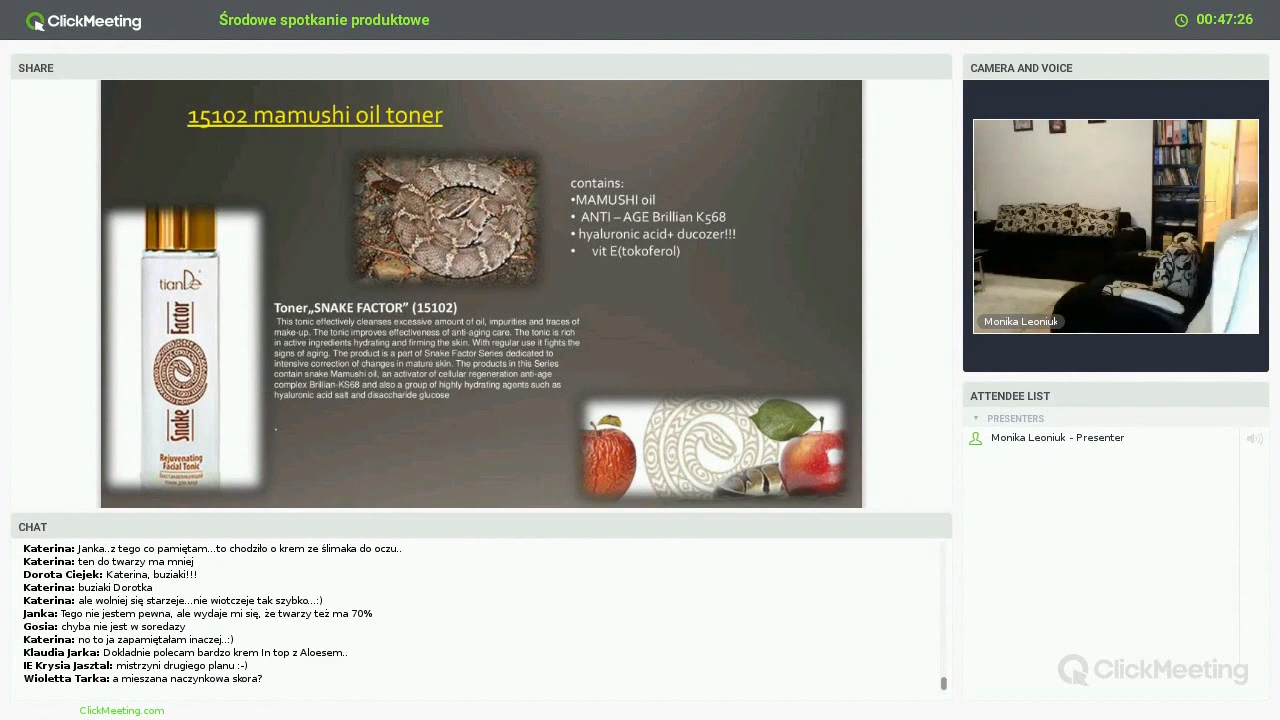 ClickMeeting
Środowe spotkanie produktowe
00:47:26
SHARE
15102 mamushi oil toner
contains:
•MAMUSHI oil
• ANTI – AGE Brillian K568
• hyaluronic acid+ ducozer!!!
• vit E(tokoferol)
tianDe
Snake Factor
Rejuvenating
Facial Tonic
Toner„SNAKE FACTOR” (15102)
This tonic effectively cleanses excessive amount of oil, impurities and traces of
make-up. The tonic improves effectiveness of anti-aging care. The tonic is rich
in active ingredients hydrating and firming the skin. With regular use it fights the
signs of aging. The product is a part of Snake Factor Series dedicated to
intensive correction of changes in mature skin. The products in this Series
contain snake Mamushi oil, an activator of cellular regeneration anti-age
complex Brillian-KS68 and also a group of highly hydrating agents such as
hyaluronic acid salt and disaccharide glucose
.
CAMERA AND VOICE
Monika Leoniuk
ATTENDEE LIST
PRESENTERS
Monika Leoniuk - Presenter
ClickMeeting
CHAT
Katerina: Janka..z tego co pamiętam...to chodziło o krem ze ślimaka do oczu..
Katerina: ten do twarzy ma mniej
Dorota Ciejek: Katerina, buziaki!!!
Katerina: buziaki Dorotka
Katerina: ale wolniej się starzeje...nie wiotczeje tak szybko...:)
Janka: Tego nie jestem pewna, ale wydaje mi się, że twarzy też ma 70%
Gosia: chyba nie jest w soredazy
Katerina: no to ja zapamiętałam inaczej..:)
Klaudia Jarka: Dokladnie polecam bardzo krem In top z Aloesem..
IE Krysia Jasztal: mistrzyni drugiego planu :-)
Wioletta Tarka: a mieszana naczynkowa skora?
ClickMeeting.com